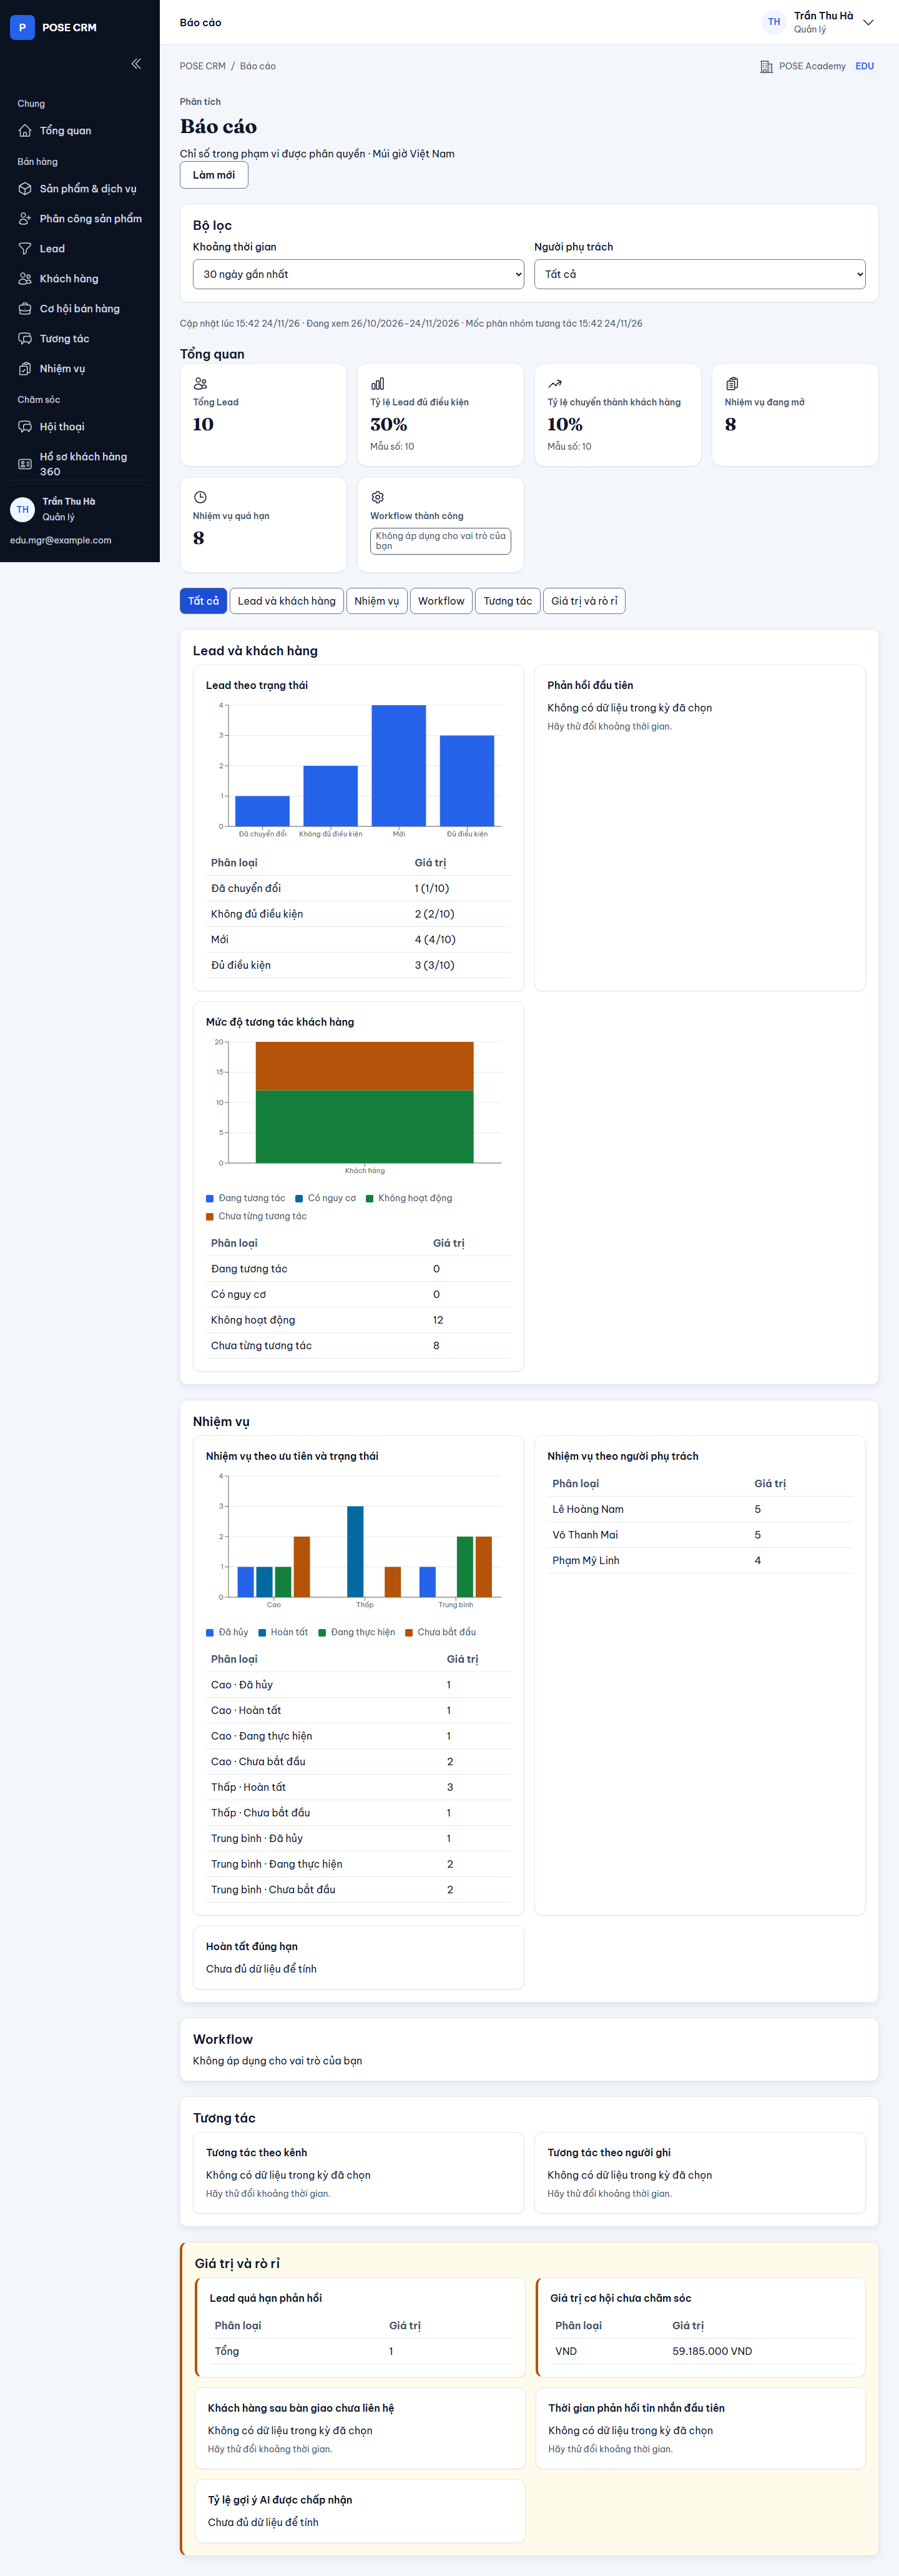 P POSE CRM
Chung
Tổng quan
Bán hàng
Sản phẩm & dịch vụ
Phân công sản phẩm
Lead
Khách hàng
Cơ hội bán hàng
Tương tác
Nhiệm vụ
Chăm sóc
Hội thoại
Hồ sơ khách hàng
360
TH
Trần Thu Hà
Quản lý
edu.mgr@example.com
Báo cáo
TH
Trần Thu Hà
Quản lý
POSE CRM / Báo cáo
POSE Academy EDU
Phân tích
Báo cáo
Chỉ số trong phạm vi được phân quyền · Múi giờ Việt Nam
Làm mới
Bộ lọc
Khoảng thời gian
30 ngày gần nhất
Người phụ trách
Tất cả
Cập nhật lúc 15:42 24/11/26 · Đang xem 26/10/2026–24/11/2026 · Mốc phân nhóm tương tác 15:42 24/11/26
Tổng quan
Tổng Lead
10
Tỷ lệ Lead đủ điều kiện
30%
Mẫu số: 10
Tỷ lệ chuyển thành khách hàng
10%
Mẫu số: 10
Nhiệm vụ đang mở
8
Nhiệm vụ quá hạn
8
Workflow thành công
Không áp dụng cho vai trò của
bạn
Tất cả
Lead và khách hàng
Nhiệm vụ
Workflow
Tương tác
Giá trị và rò rỉ
Lead và khách hàng
Lead theo trạng thái
4
3
2
1
0
Đã chuyển đổi Không đủ điều kiện Mới Đủ điều kiện
Phân loại Giá trị
Đã chuyển đổi 1 (1/10)
Không đủ điều kiện 2 (2/10)
Mới 4 (4/10)
Đủ điều kiện 3 (3/10)
Phản hồi đầu tiên
Không có dữ liệu trong kỳ đã chọn
Hãy thử đổi khoảng thời gian.
Mức độ tương tác khách hàng
20
15
10
5
0
Khách hàng
Đang tương tác Có nguy cơ Không hoạt động
Chưa từng tương tác
Phân loại Giá trị
Đang tương tác 0
Có nguy cơ 0
Không hoạt động 12
Chưa từng tương tác 8
Nhiệm vụ
Nhiệm vụ theo ưu tiên và trạng thái
4
3
2
1
0
Cao Thấp Trung bình
Đã hủy Hoàn tất Đang thực hiện Chưa bắt đầu
Phân loại Giá trị
Cao · Đã hủy 1
Cao · Hoàn tất 1
Cao · Đang thực hiện 1
Cao · Chưa bắt đầu 2
Thấp · Hoàn tất 3
Thấp · Chưa bắt đầu 1
Trung bình · Đã hủy 1
Trung bình · Đang thực hiện 2
Trung bình · Chưa bắt đầu 2
Nhiệm vụ theo người phụ trách
Phân loại Giá trị
Lê Hoàng Nam 5
Võ Thanh Mai 5
Phạm Mỹ Linh 4
Hoàn tất đúng hạn
Chưa đủ dữ liệu để tính
Workflow
Không áp dụng cho vai trò của bạn
Tương tác
Tương tác theo kênh
Không có dữ liệu trong kỳ đã chọn
Hãy thử đổi khoảng thời gian.
Tương tác theo người ghi
Không có dữ liệu trong kỳ đã chọn
Hãy thử đổi khoảng thời gian.
Giá trị và rò rỉ
Lead quá hạn phản hồi
Phân loại Giá trị
Tổng 1
Giá trị cơ hội chưa chăm sóc
Phân loại Giá trị
VND 59.185.000 VND
Khách hàng sau bàn giao chưa liên hệ
Không có dữ liệu trong kỳ đã chọn
Hãy thử đổi khoảng thời gian.
Thời gian phản hồi tin nhắn đầu tiên
Không có dữ liệu trong kỳ đã chọn
Hãy thử đổi khoảng thời gian.
Tỷ lệ gợi ý AI được chấp nhận
Chưa đủ dữ liệu để tính